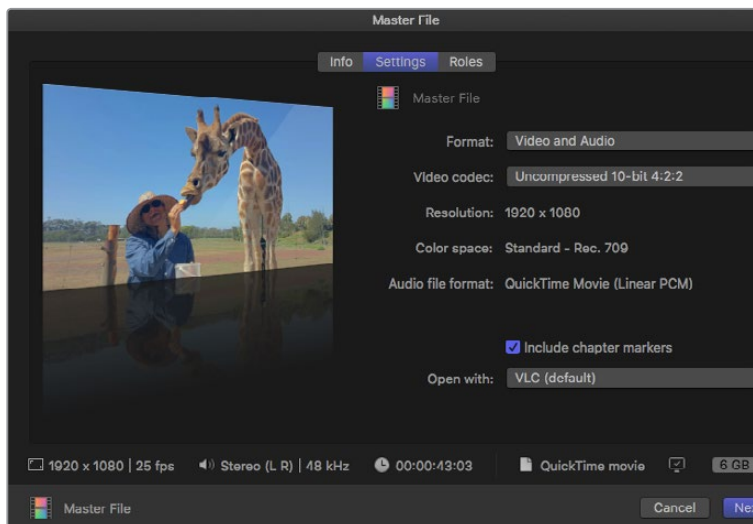 Master File
Info Settings Roles
Master File
Format: Video and Audio
Video codec: Uncompressed 10-bit 4:2:2
Resolution: 1920 x 1080
Color space: Standard - Rec. 709
Audio file format: QuickTime Movie (Linear PCM)
Include chapter markers
Open with: VLC (default)
1920 x 1080 | 25 fps Stereo (L R) | 48 kHz 00:00:43:03 QuickTime movie 6 GB
Master File Cancel